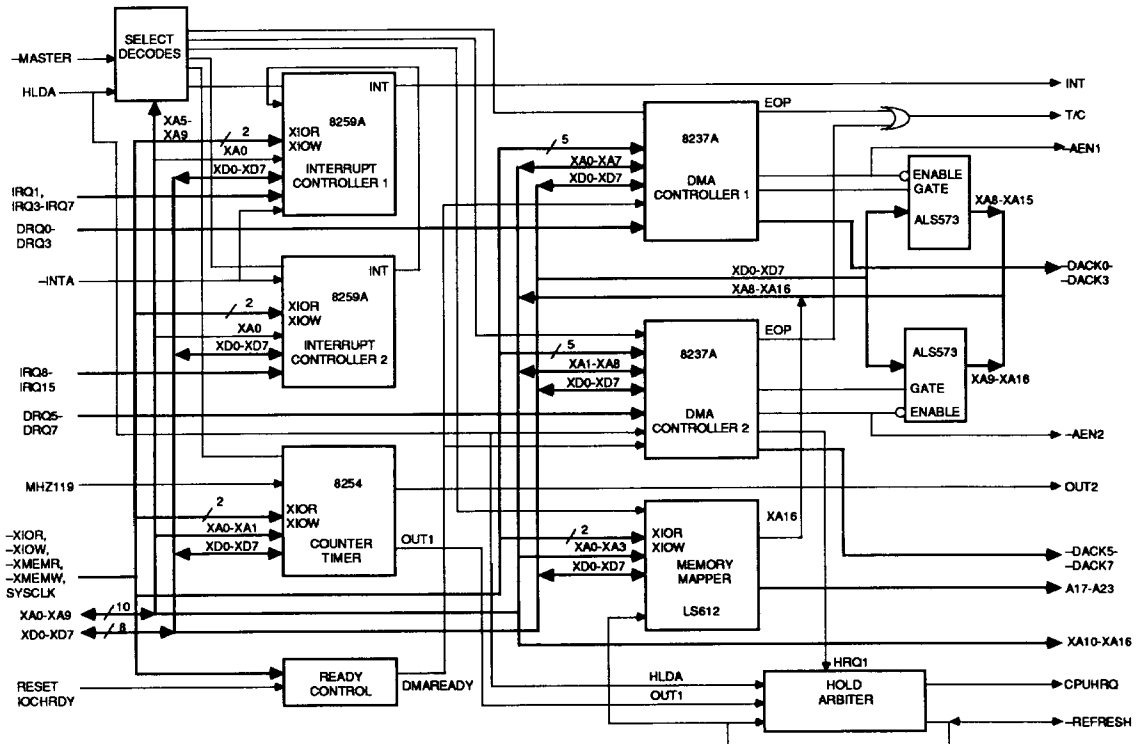 SELECT
DECODES
–MASTER
HLDA
XA5-
XA9
2
XIOR
XIOW
XA0
XD0-XD7
INT
8259A
INTERRUPT
CONTROLLER 1
IRQ1,
IRQ3-IRQ7
DRQ0-
DRQ3
–INTA
INT
8259A
2
XIOR
XIOW
XA0
XD0-XD7
INTERRUPT
CONTROLLER 2
IRQ8-
IRQ15
DRQ5-
DRQ7
MHZ119
8254
2
XIOR
XIOW
XA0-XA1
XD0-XD7
COUNTER
TIMER
OUT1
–XIOR,
–XIOW,
–XMEMR,
–XMEMW,
SYSCLK
XA0-XA9
10
XD0-XD7
8
RESET
IOCHRDY
READY
CONTROL
DMAREADY
5
XA0-XA7
XD0-XD7
8237A
DMA
CONTROLLER 1
EOP
INT
T/C
–AEN1
ENABLE
GATE
ALS573
XA8-XA15
XD0-XD7
XA8-XA16
–DACK0-
–DACK3
5
XA1-XA8
XD0-XD7
8237A
DMA
CONTROLLER 2
EOP
ALS573
GATE
ENABLE
XA9-XA16
–AEN2
OUT2
2
XIOR
XIOW
XA0-XA3
XD0-XD7
MEMORY
MAPPER
LS612
XA16
–DACK5-
–DACK7
A17-A23
XA10-XA16
HRQ1
HLDA
OUT1
HOLD
ARBITER
CPUHRQ
–REFRESH